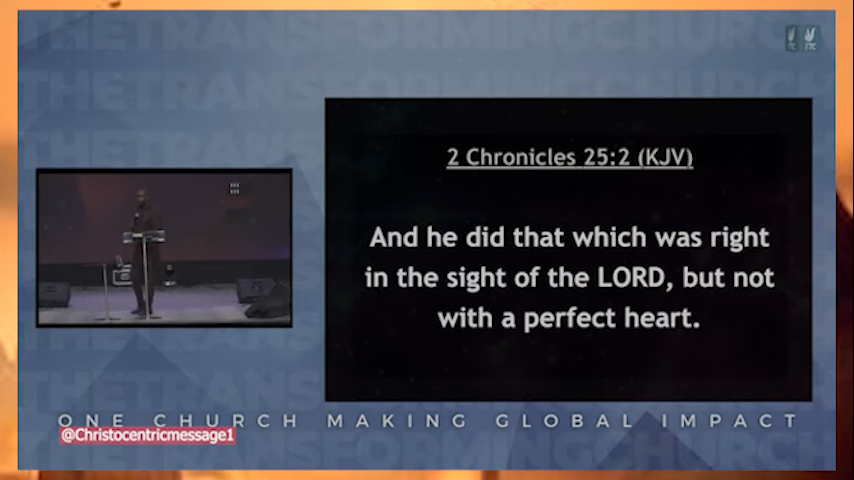 THETRANSFORMINGCHURCH
THETRANSFORMINGCHURCH
2 Chronicles 25:2 (KJV)
And he did that which was right
in the sight of the LORD, but not
with a perfect heart.
ONE CHURCH MAKING GLOBAL IMPACT
@Christocentricmessage1